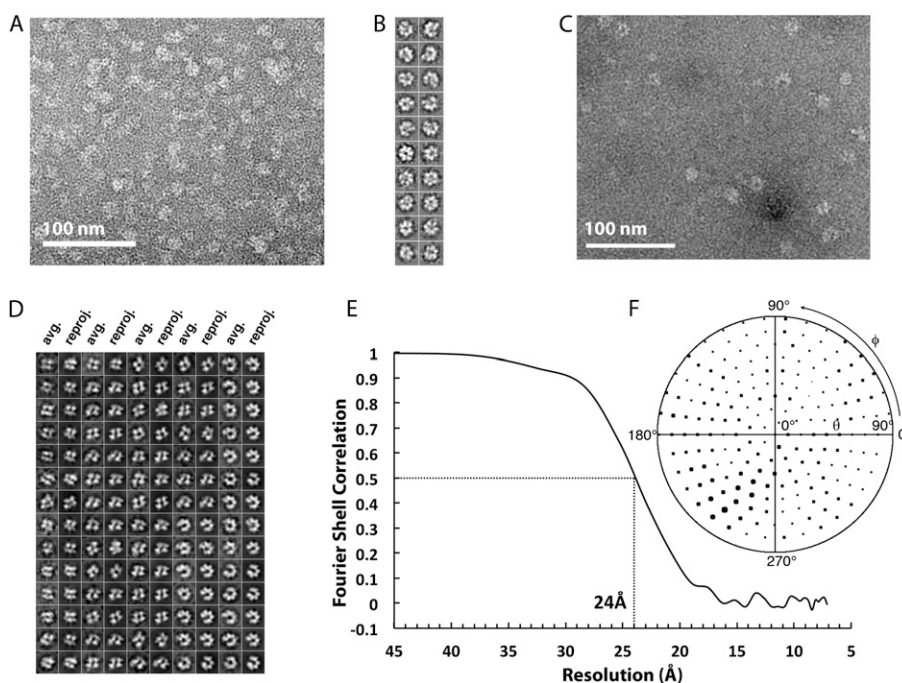 A
B
C
100 nm
100 nm
D
avg.
reproj.
avg.
reproj.
avg.
reproj.
avg.
reproj.
avg.
reproj.
E
Fourier Shell Correlation
1
0.9
0.8
0.7
0.6
0.5
0.4
0.3
0.2
0.1
0
-0.1
24Å
45 40 35 30 25 20 15 10 5
Resolution (Å)
F
90°
ϕ
180°
0°
θ
90°
0
270°